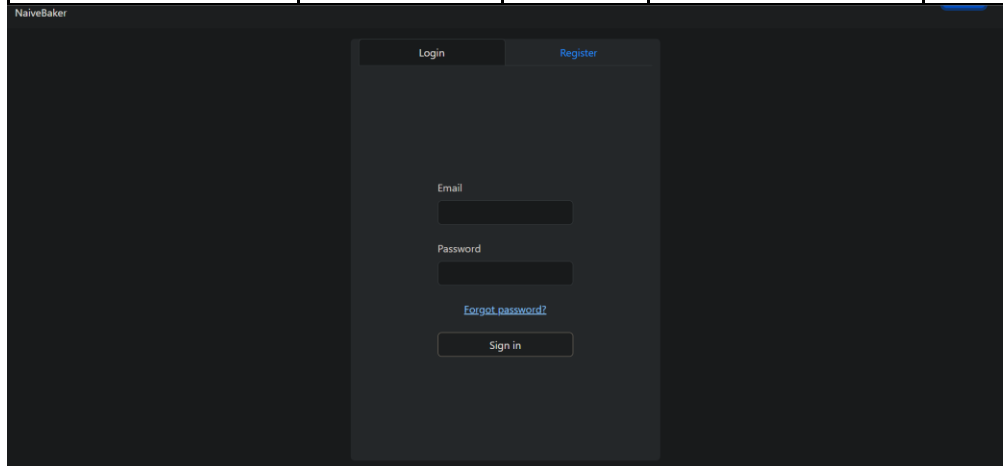 NaiveBaker
Login Register
Email
Password
Forgot password?
Sign in